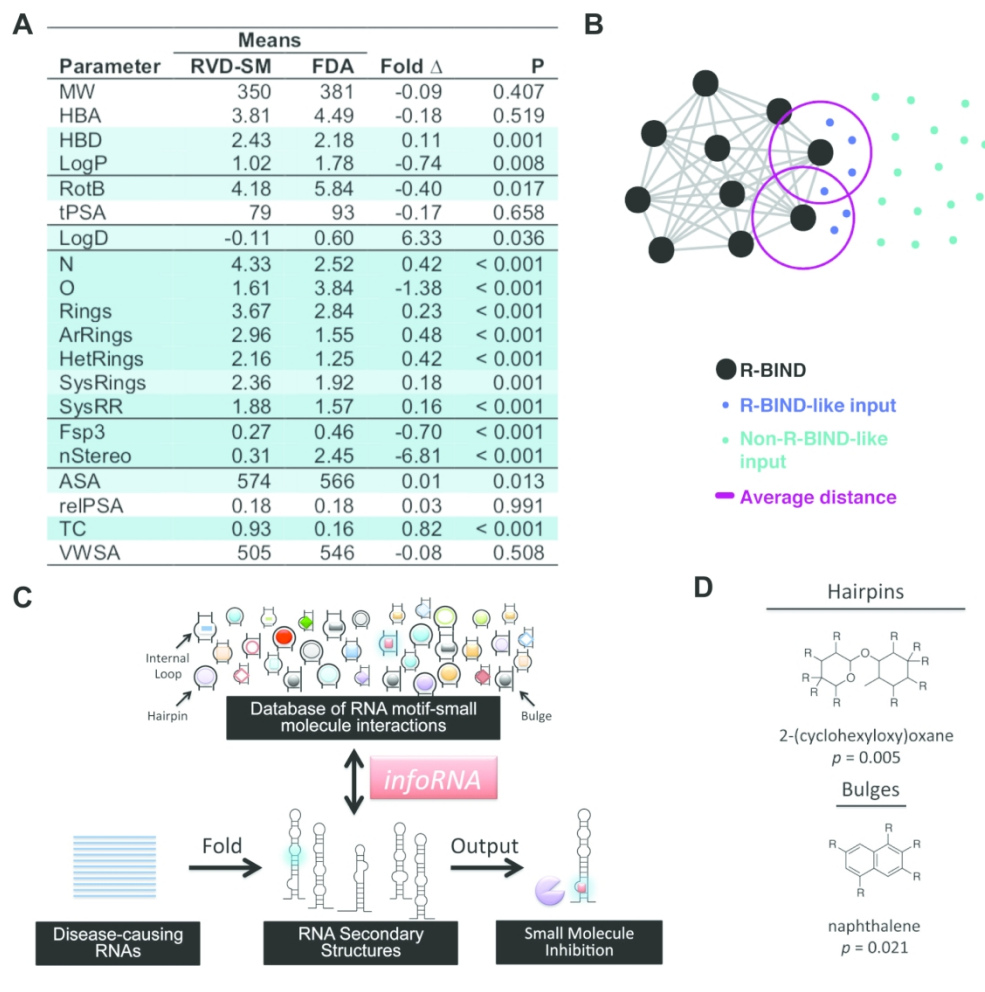 A
Means
Parameter RVD-SM FDA Fold Δ P
MW 350 381 -0.09 0.407
HBA 3.81 4.49 -0.18 0.519
HBD 2.43 2.18 0.11 0.001
LogP 1.02 1.78 -0.74 0.008
RotB 4.18 5.84 -0.40 0.017
tPSA 79 93 -0.17 0.658
LogD -0.11 0.60 6.33 0.036
N 4.33 2.52 0.42 < 0.001
O 1.61 3.84 -1.38 < 0.001
Rings 3.67 2.84 0.23 < 0.001
ArRings 2.96 1.55 0.48 < 0.001
HetRings 2.16 1.25 0.42 < 0.001
SysRings 2.36 1.92 0.18 0.001
SysRR 1.88 1.57 0.16 < 0.001
Fsp3 0.27 0.46 -0.70 < 0.001
nStereo 0.31 2.45 -6.81 < 0.001
ASA 574 566 0.01 0.013
relPSA 0.18 0.18 0.03 0.991
TC 0.93 0.16 0.82 < 0.001
VWSA 505 546 -0.08 0.508
B
R-BIND
R-BIND-like input
Non-R-BIND-like
input
Average distance
C
Internal
Loop
Hairpin
Bulge
Database of RNA motif-small
molecule interactions
infoRNA
Fold
Output
Disease-causing
RNAs
RNA Secondary
Structures
Small Molecule
Inhibition
D
Hairpins
R R
R O R
R O R
R R
R R
2-(cyclohexyloxy)oxane
p = 0.005
Bulges
R
R R
R
R
naphthalene
p = 0.021